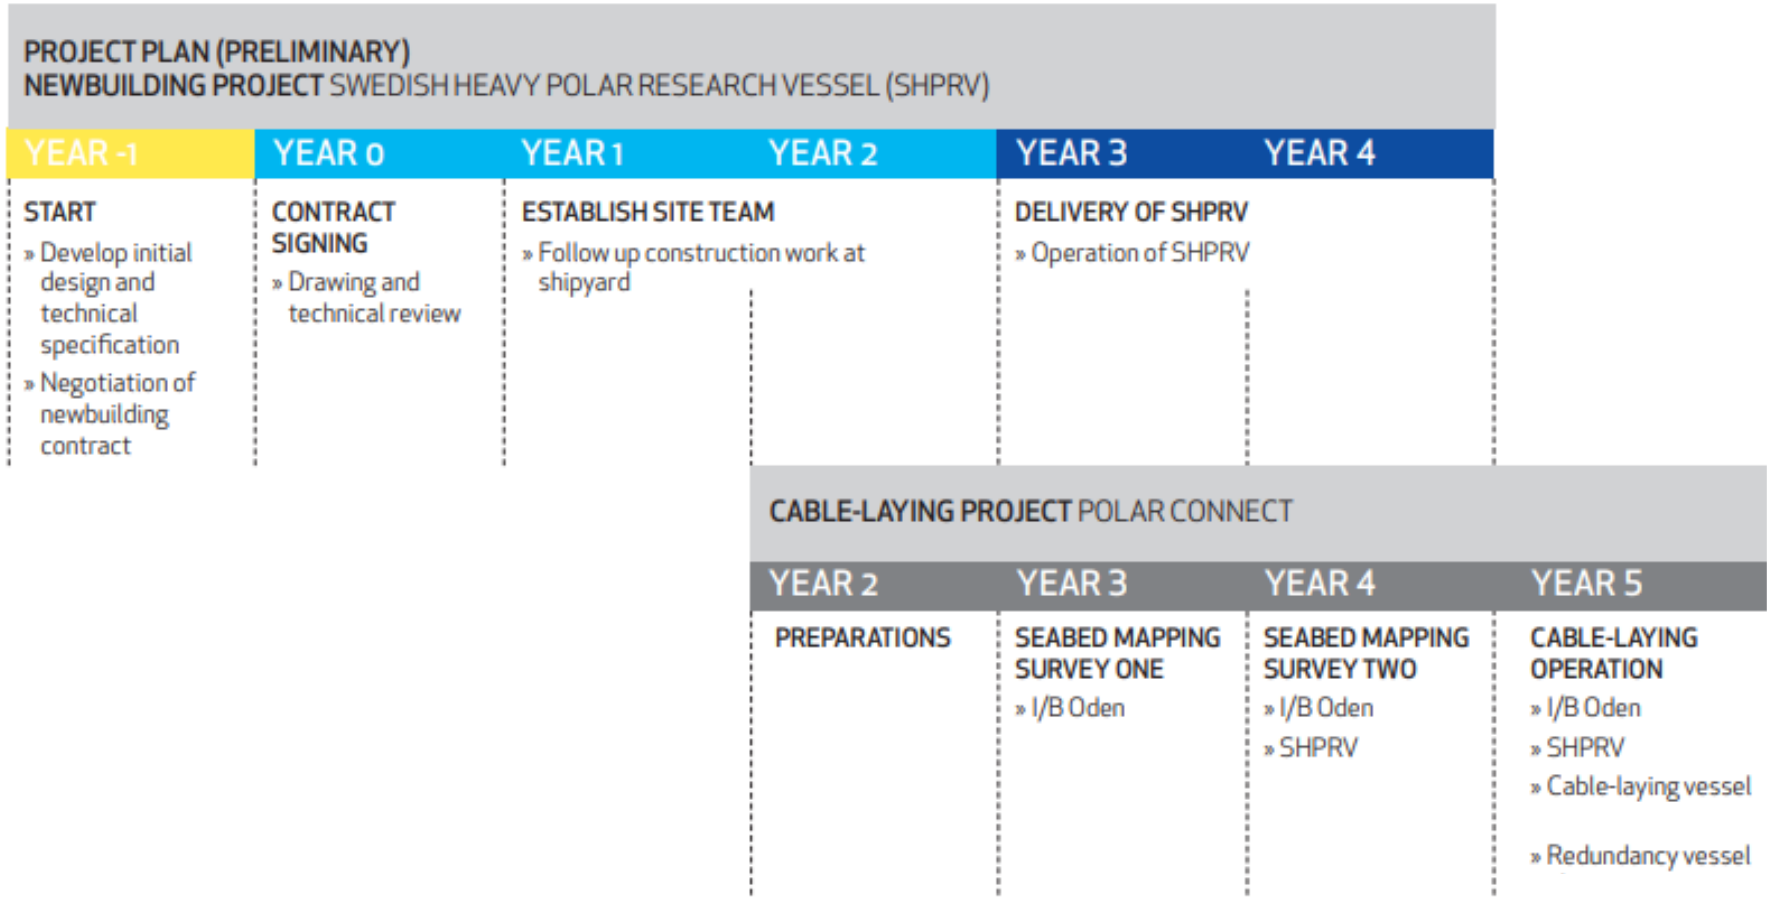 PROJECT PLAN (PRELIMINARY)
NEWBUILDING PROJECT SWEDISH HEAVY POLAR RESEARCH VESSEL (SHPRV)
YEAR -1
YEAR 0
YEAR 1
YEAR 2
YEAR 3
YEAR 4
START
» Develop initial
design and
technical
specification
» Negotiation of
newbuilding
contract
CONTRACT
SIGNING
» Drawing and
technical review
ESTABLISH SITE TEAM
» Follow up construction work at
shipyard
DELIVERY OF SHPRV
» Operation of SHPRV
CABLE-LAYING PROJECT POLAR CONNECT
YEAR 2
YEAR 3
YEAR 4
YEAR 5
PREPARATIONS
SEABED MAPPING
SURVEY ONE
» I/B Oden
SEABED MAPPING
SURVEY TWO
» I/B Oden
» SHPRV
CABLE-LAYING
OPERATION
» I/B Oden
» SHPRV
» Cable-laying vessel
» Redundancy vessel